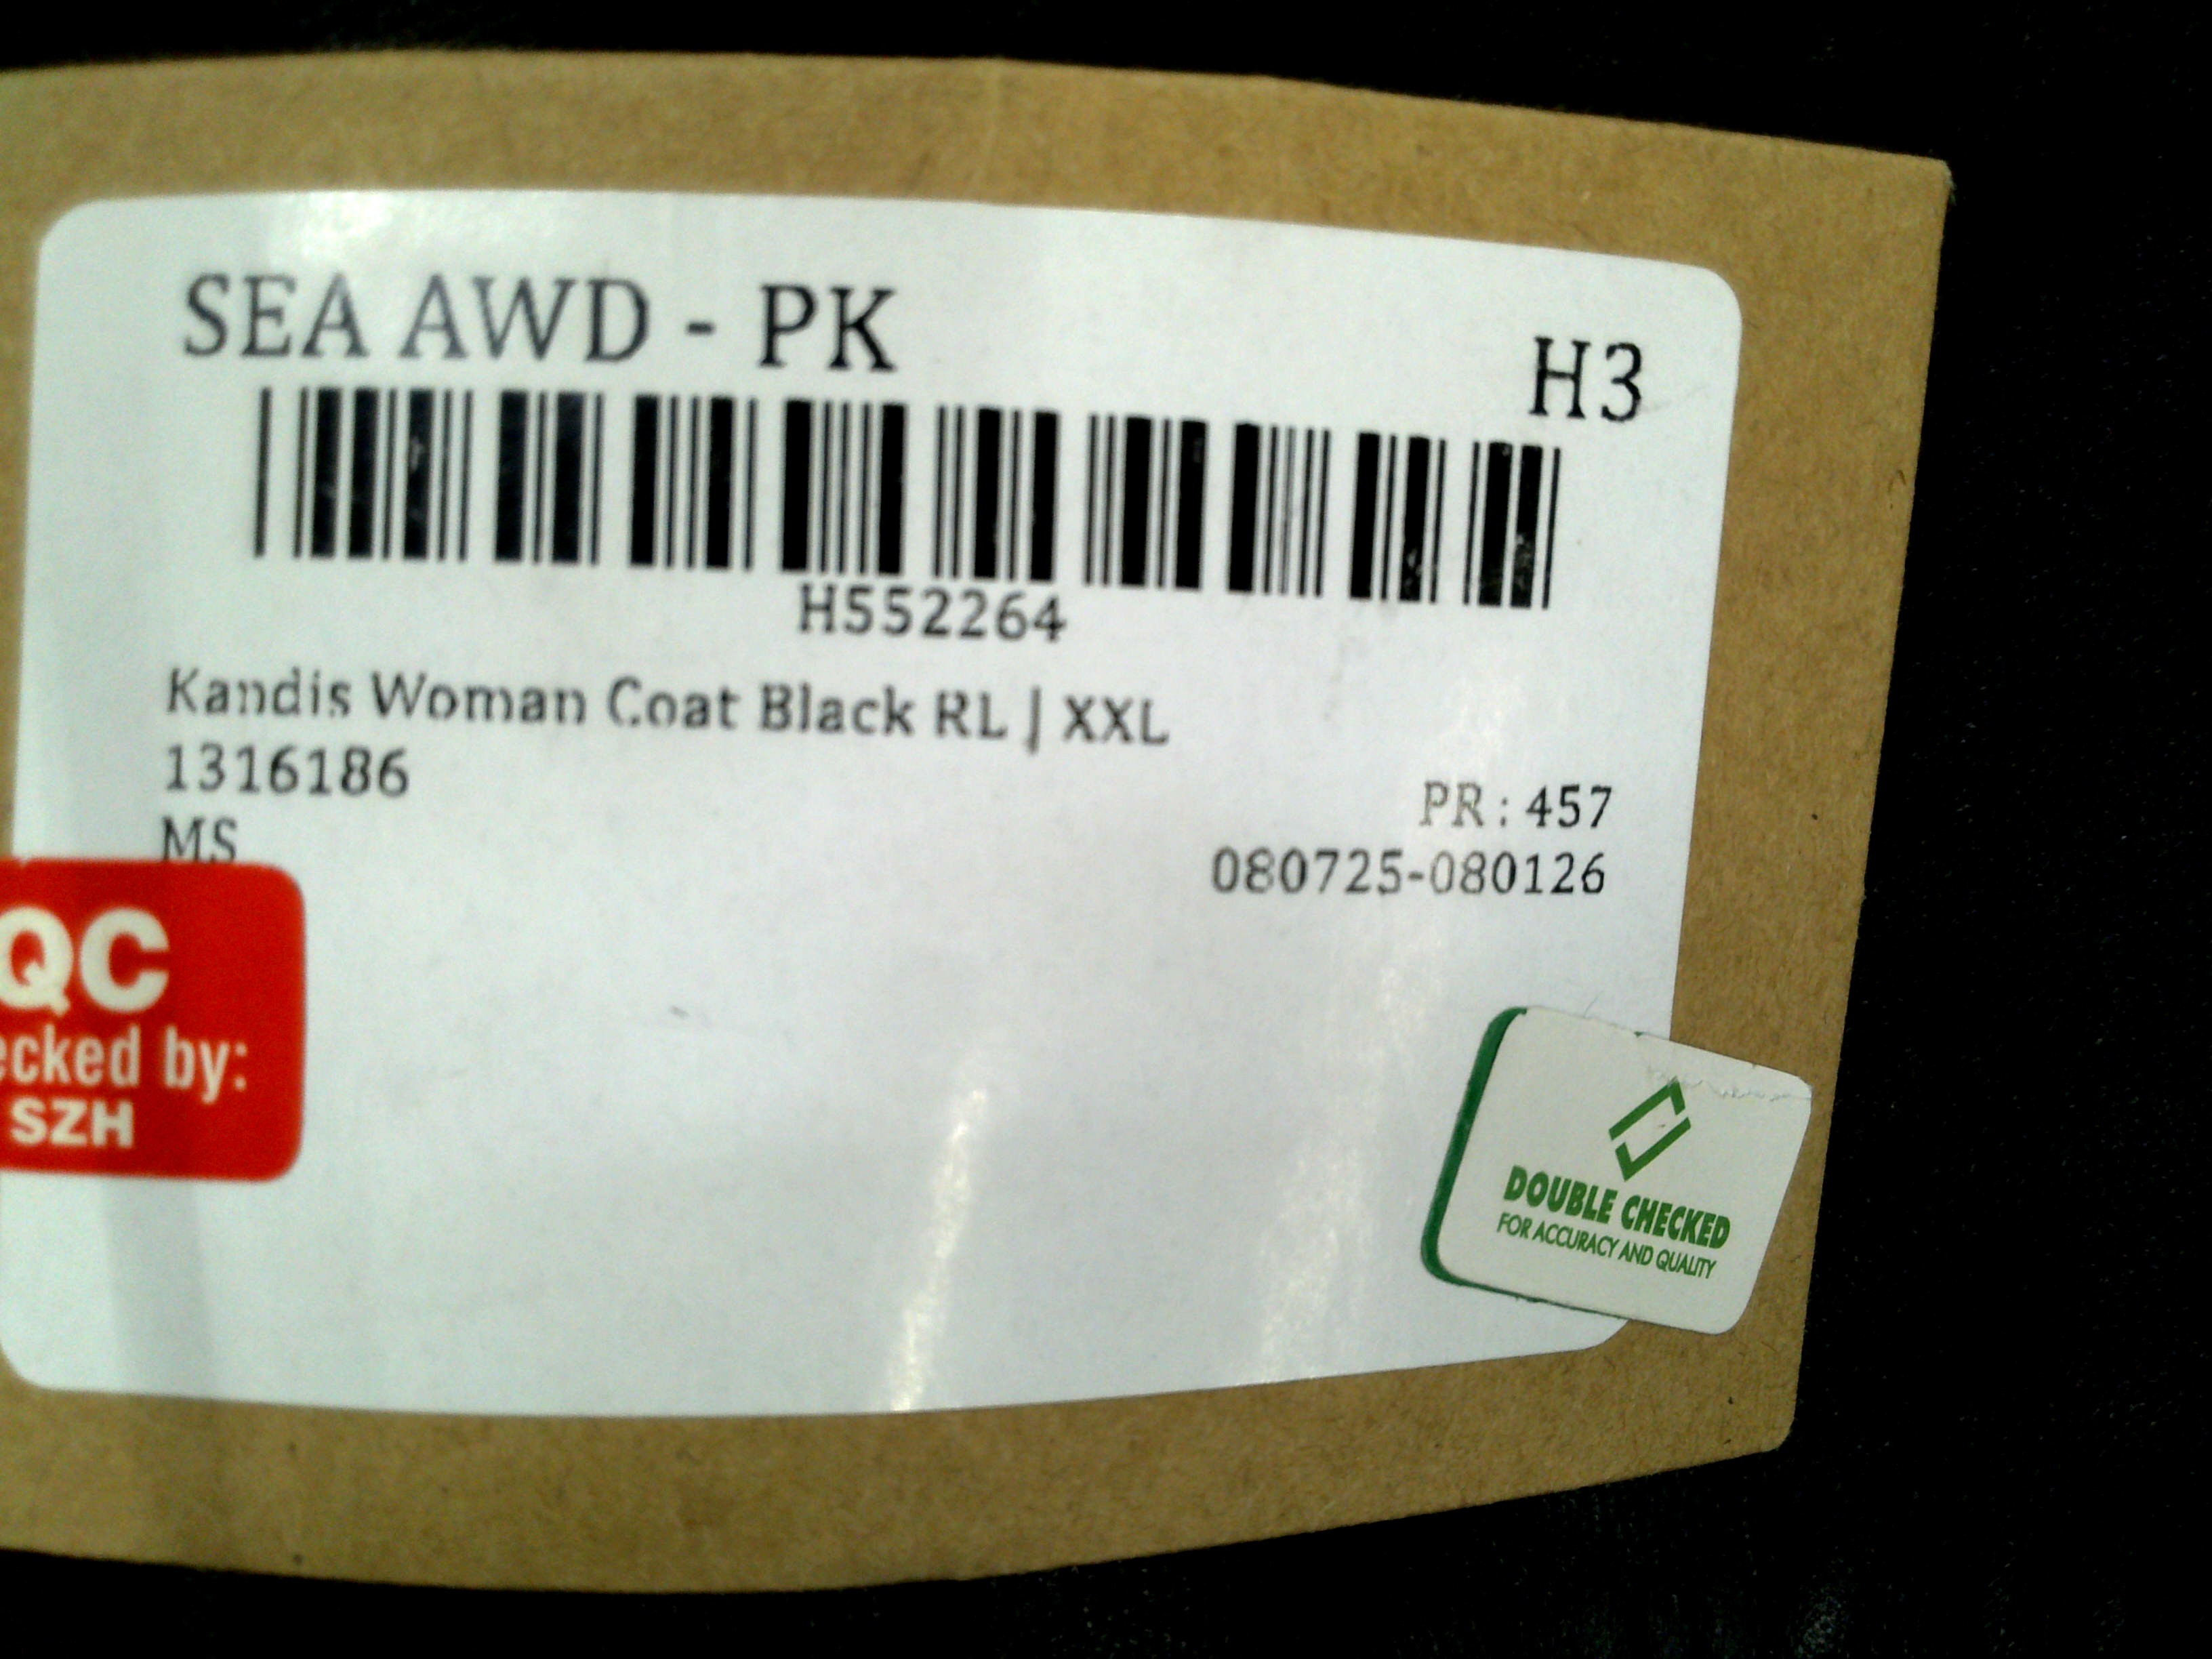 SEA AWD - PK
H3
H552264
Kandis Woman Coat Black RL | XXL
1316186
PR : 457
MS
080725-080126
QC
ecked by:
SZH
DOUBLE CHECKED
FOR ACCURACY AND QUALITY